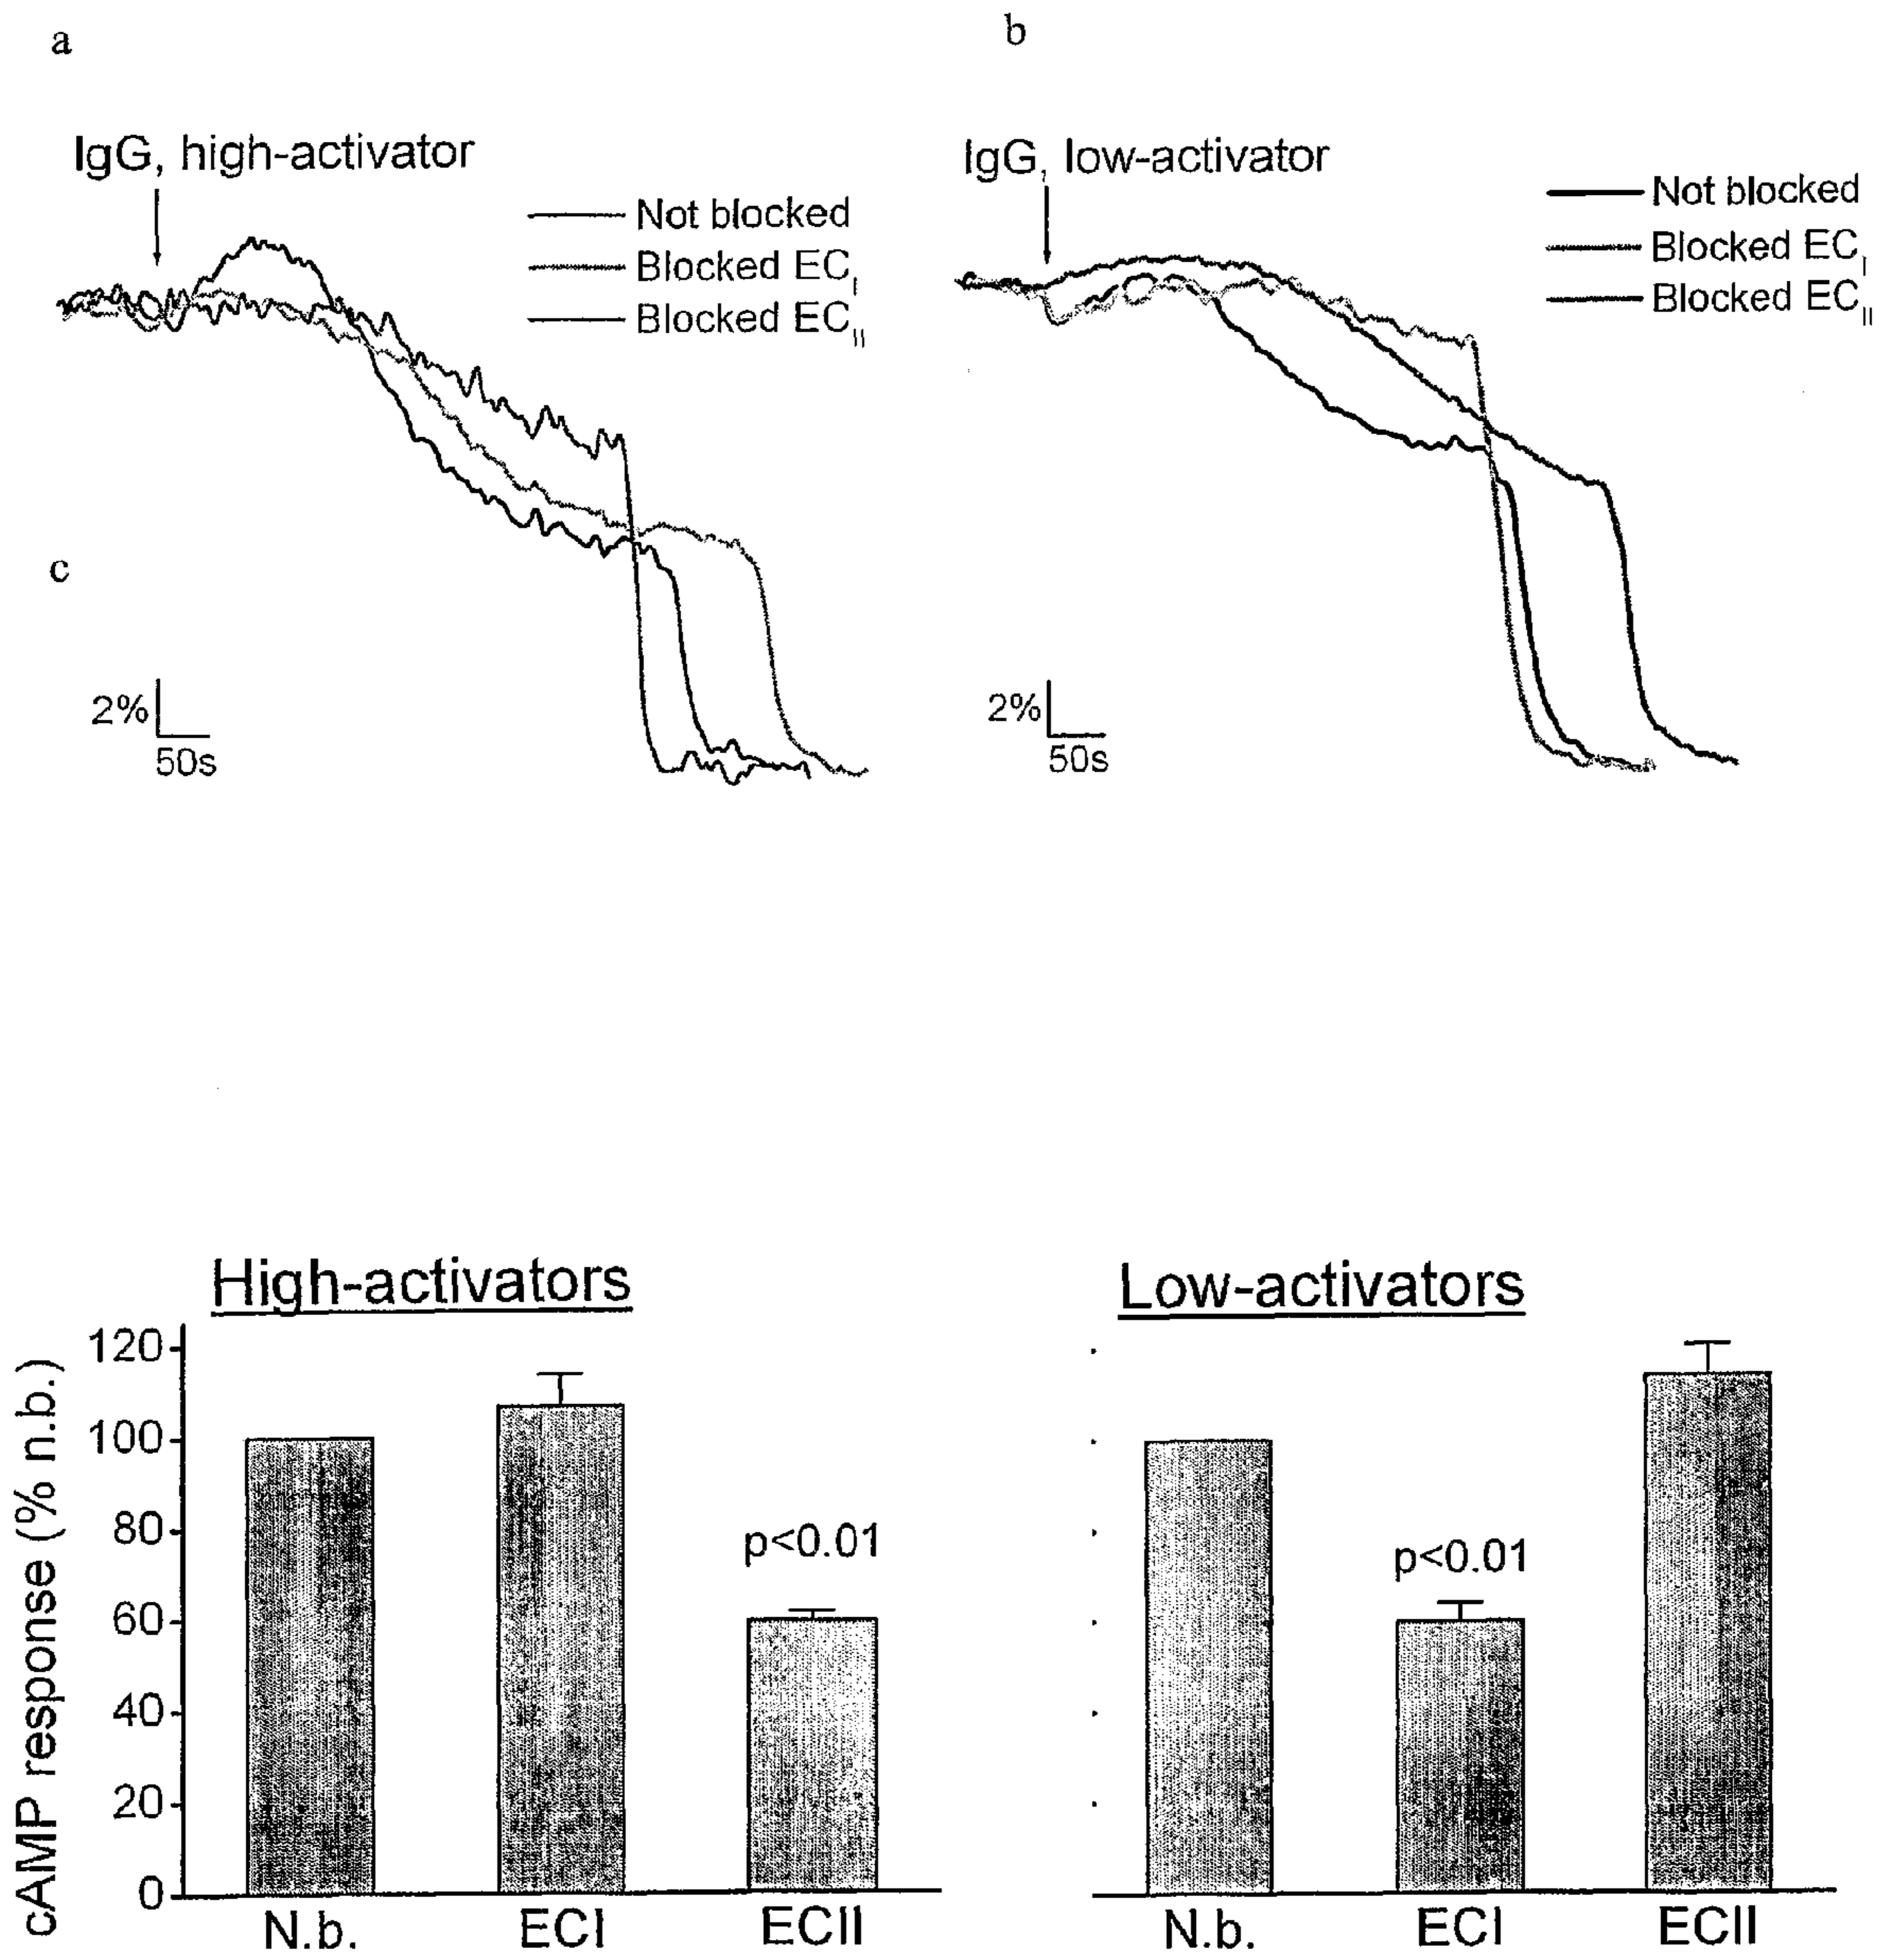 a
IgG, high-activator
Not blocked
Blocked EC I
Blocked EC II
2%
50s
b
IgG, low-activator
Not blocked
Blocked EC I
Blocked EC II
2%
50s
c
High-activators
cAMP response (% n.b.)
120
100
80
60
40
20
0
p<0.01
N.b. ECI ECII
Low-activators
p<0.01
N.b. ECI ECII